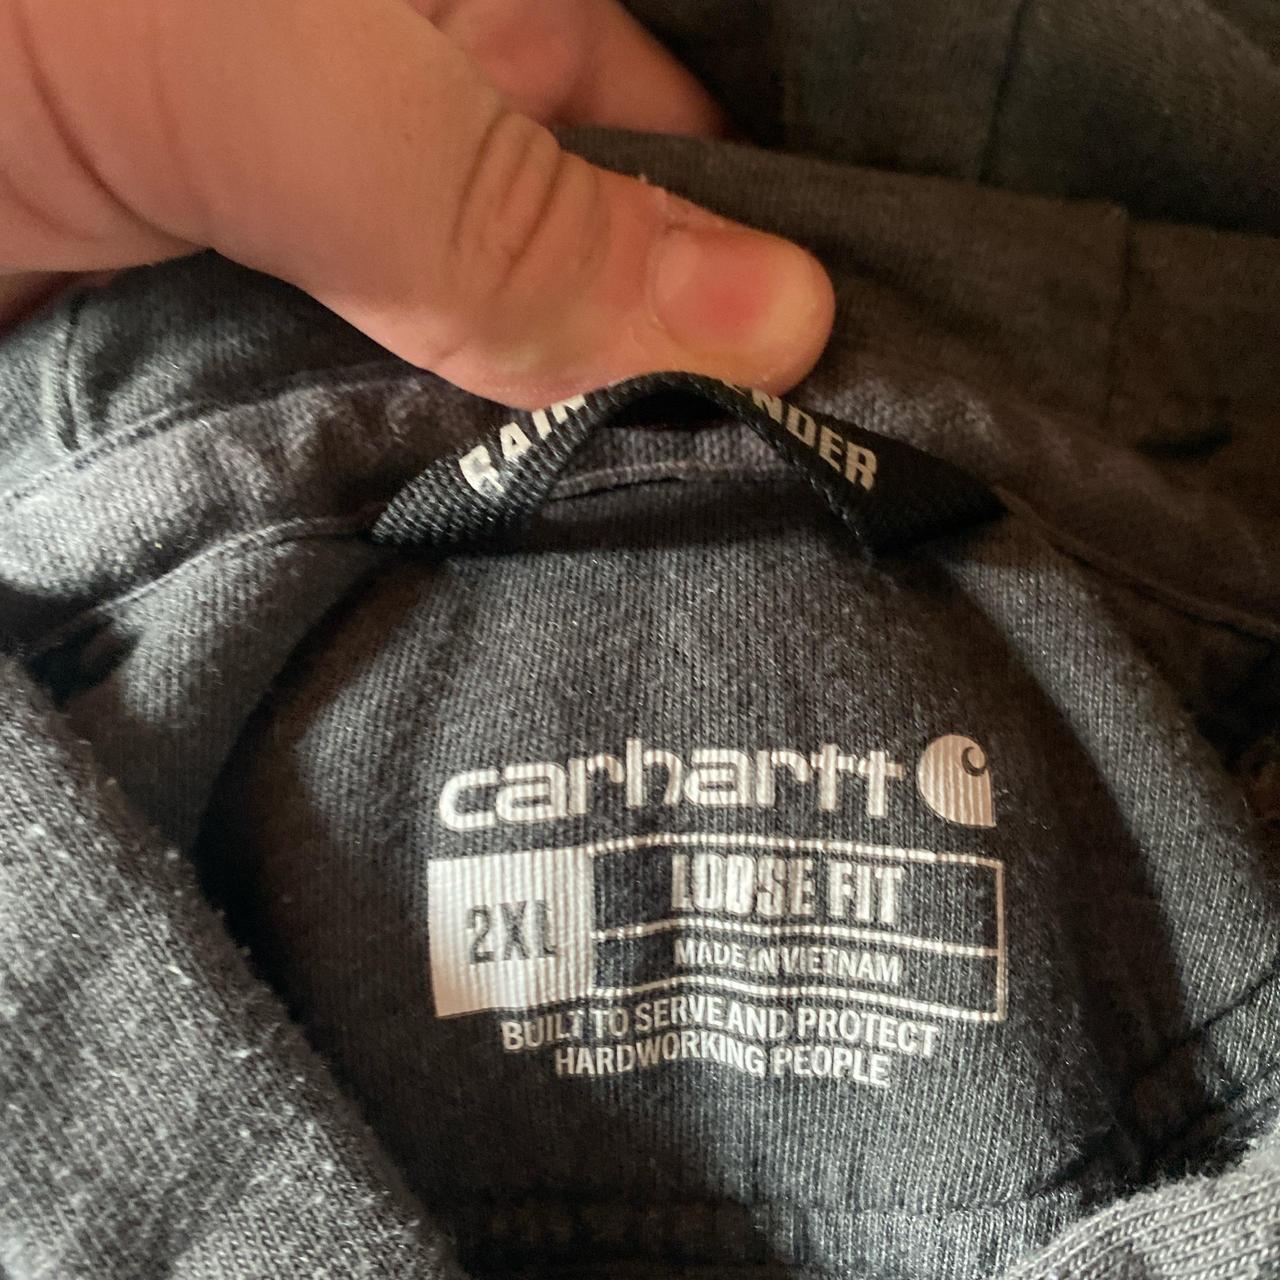 carhartt
2XL
LOOSE FIT
MADE IN VIETNAM
BUILT TO SERVE AND PROTECT
HARDWORKING PEOPLE